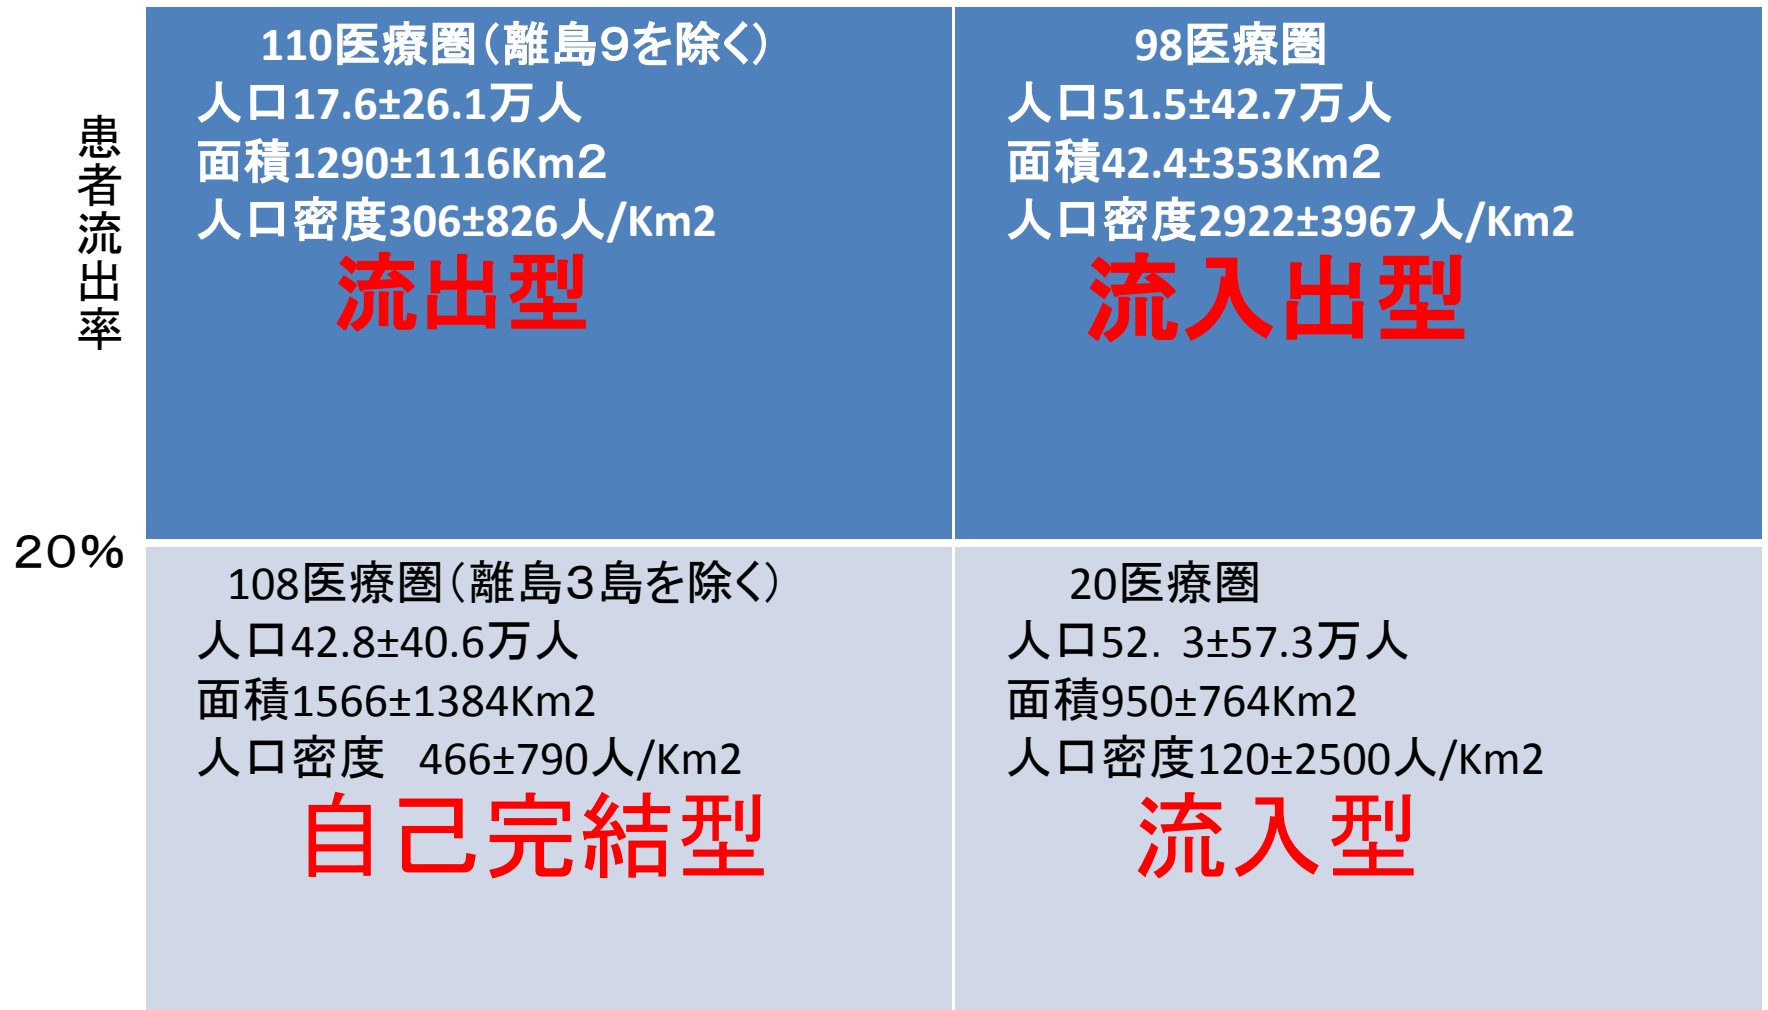 患者流出率
20%
110医療圏（離島９を除く）
人口17.6±26.1万人
面積1290±1116Km２
人口密度306±826人/Km2
流出型
98医療圏
人口51.5±42.7万人
面積42.4±353Km２
人口密度2922±3967人/Km2
流入出型
108医療圏（離島３島を除く）
人口42.8±40.6万人
面積1566±1384Km2
人口密度　466±790人/Km2
自己完結型
20医療圏
人口52．3±57.3万人
面積950±764Km2
人口密度120±2500人/Km2
流入型